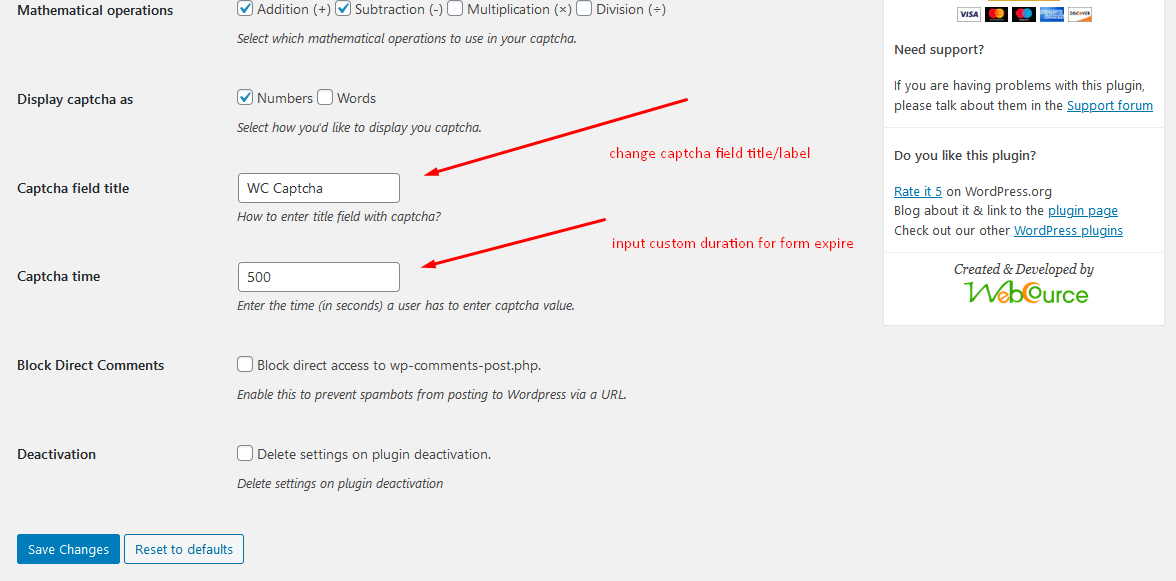 Mathematical operations
Addition (+) Subtraction (-) Multiplication (×) Division (÷)
Select which mathematical operations to use in your captcha.
Display captcha as
Numbers Words
Select how you'd like to display you captcha.
change captcha field title/label
Captcha field title
WC Captcha
How to enter title field with captcha?
input custom duration for form expire
Captcha time
500
Enter the time (in seconds) a user has to enter captcha value.
Block Direct Comments
Block direct access to wp-comments-post.php.
Enable this to prevent spambots from posting to Wordpress via a URL.
Deactivation
Delete settings on plugin deactivation.
Delete settings on plugin deactivation
Save Changes
Reset to defaults
VISA
DISCOVER
Need support?
If you are having problems with this plugin,
please talk about them in the Support forum
Do you like this plugin?
Rate it 5 on WordPress.org
Blog about it & link to the plugin page
Check out our other WordPress plugins
Created & Developed by
WebCource